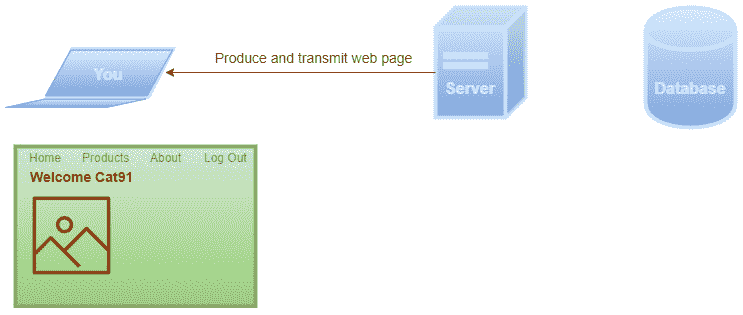 Produce and transmit web page
You
Server
Database
Home Products About Log Out
Welcome Cat91